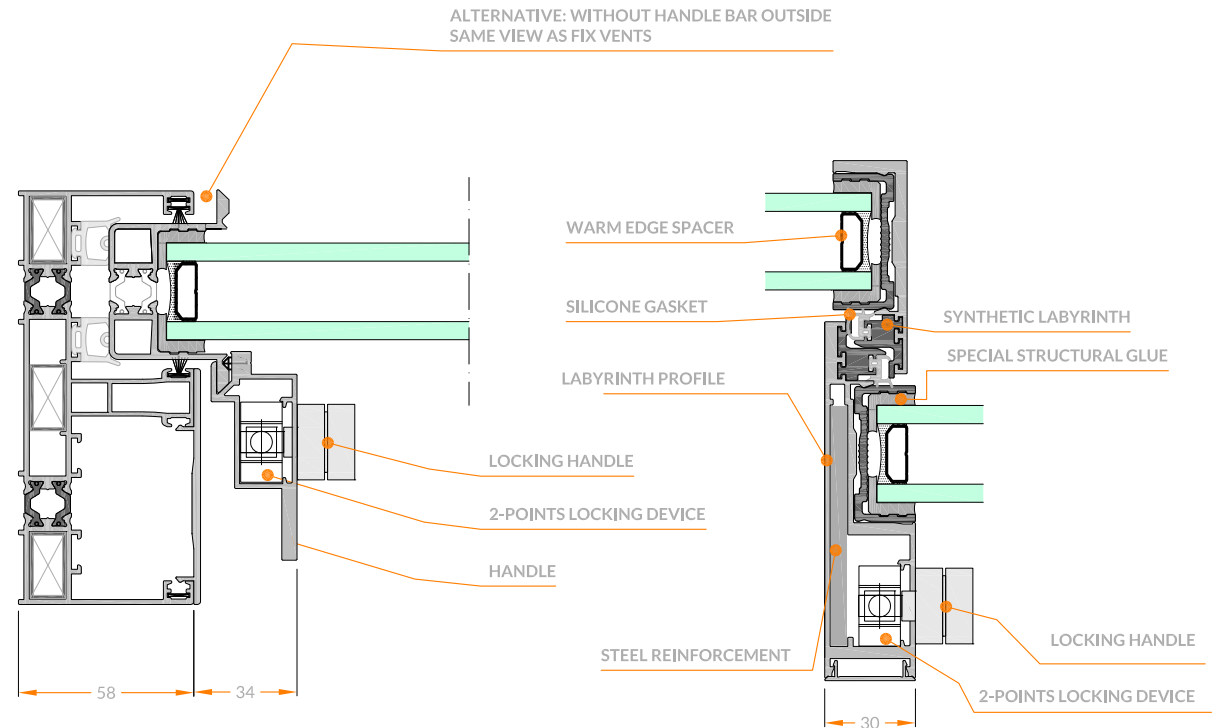 ALTERNATIVE: WITHOUT HANDLE BAR OUTSIDE
SAME VIEW AS FIX VENTS
WARM EDGE SPACER
SILICONE GASKET
SYNTHETIC LABYRINTH
SPECIAL STRUCTURAL GLUE
LABYRINTH PROFILE
LOCKING HANDLE
2-POINTS LOCKING DEVICE
HANDLE
STEEL REINFORCEMENT
LOCKING HANDLE
2-POINTS LOCKING DEVICE
58
34
30